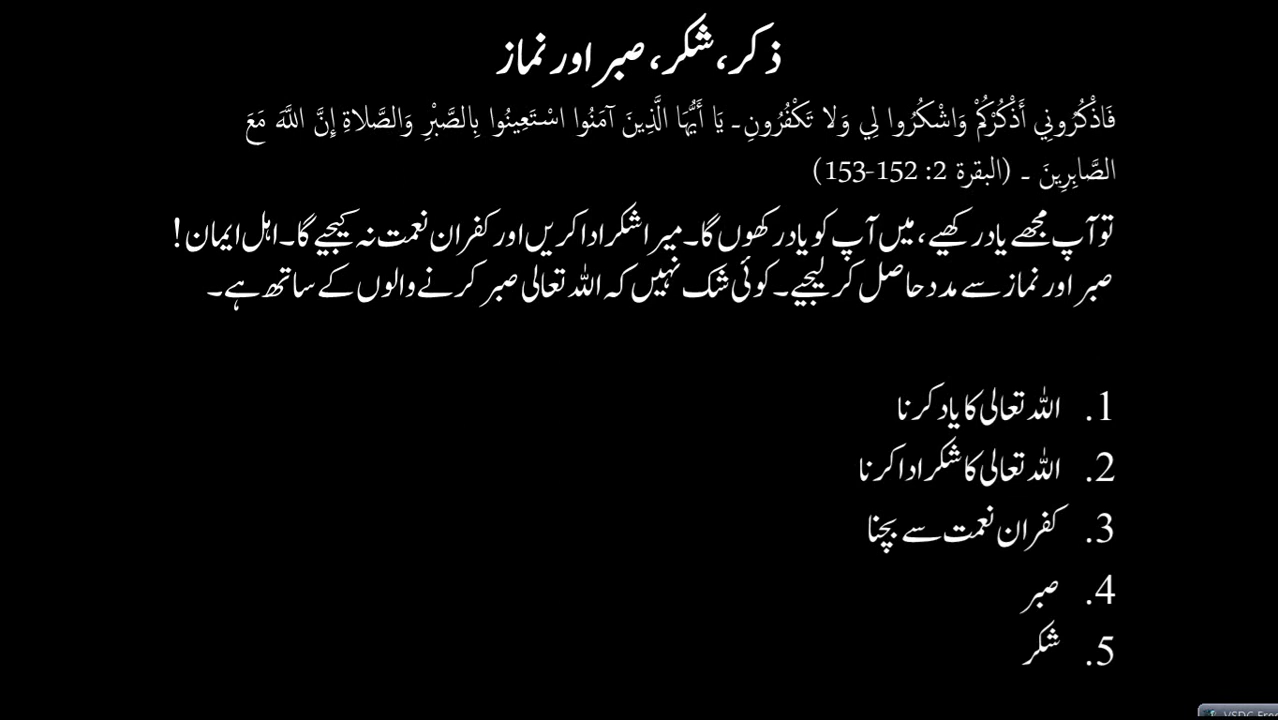 ذکر، شکر، صبر اور نماز
فَاذْكُرُونِي أَذْكُرْكُمْ وَاشْكُرُوا لِي وَلا تَكْفُرُونِ۔ يَا أَيُّهَا الَّذِينَ آمَنُوا اسْتَعِينُوا بِالصَّبْرِ وَالصَّلاةِ إِنَّ اللَّهَ مَعَ
الصَّابِرِينَ ۔ (البقرة 2: 152-153)
تو آپ مجھے یاد رکھیے، میں آپ کو یاد رکھوں گا۔ میرا شکر ادا کریں اور کفران نعمت نہ کیجیے گا۔ اہل ایمان!
صبر اور نماز سے مدد حاصل کر لیجیے۔ کوئی شک نہیں کہ اللہ تعالی صبر کرنے والوں کے ساتھ ہے۔
1. اللہ تعالی کا یاد کرنا
2. اللہ تعالی کا شکر ادا کرنا
3. کفران نعمت سے بچنا
4. صبر
5. شکر